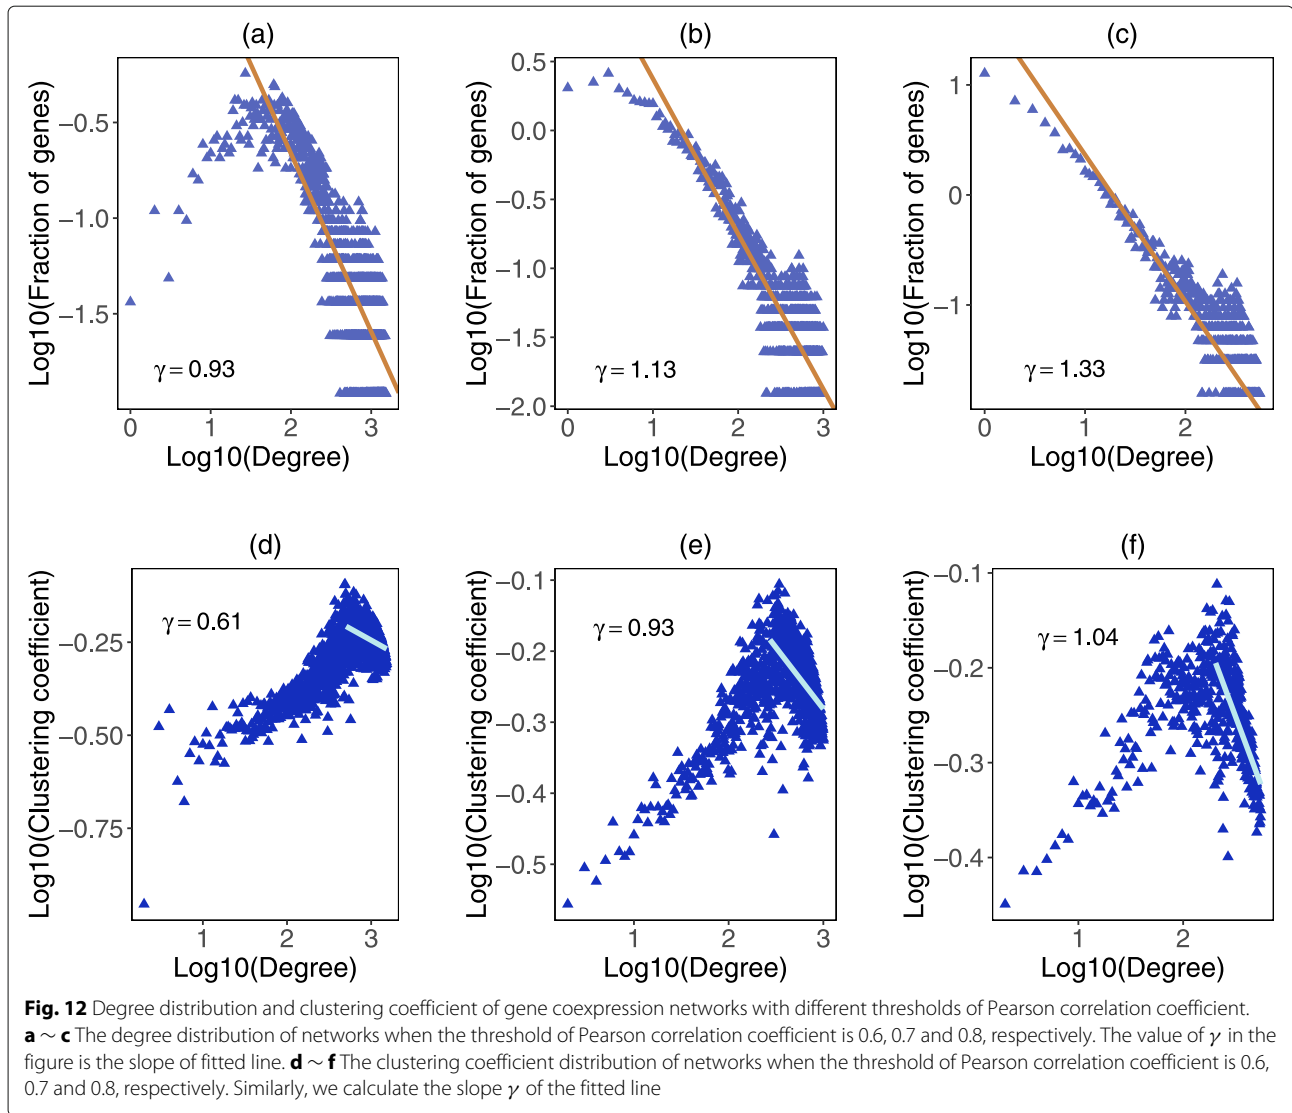 (a)
(b)
(c)
Log10(Fraction of genes)
−0.5
−1.0
−1.5
γ = 0.93
0
1
2
3
Log10(Degree)
Log10(Fraction of genes)
0.5
0.0
−0.5
−1.0
−1.5
−2.0
γ = 1.13
0
1
2
3
Log10(Degree)
Log10(Fraction of genes)
1
0
−1
γ = 1.33
0
1
2
Log10(Degree)
(d)
(e)
(f)
Log10(Clustering coefficient)
−0.25
−0.50
−0.75
γ = 0.61
1
2
3
Log10(Degree)
Log10(Clustering coefficient)
−0.1
−0.2
−0.3
−0.4
−0.5
γ = 0.93
1
2
3
Log10(Degree)
Log10(Clustering coefficient)
−0.1
−0.2
−0.3
−0.4
γ = 1.04
1
2
Log10(Degree)
Fig. 12 Degree distribution and clustering coefficient of gene coexpression networks with different thresholds of Pearson correlation coefficient.
a ∼ c The degree distribution of networks when the threshold of Pearson correlation coefficient is 0.6, 0.7 and 0.8, respectively. The value of γ in the
figure is the slope of fitted line. d ∼ f The clustering coefficient distribution of networks when the threshold of Pearson correlation coefficient is 0.6,
0.7 and 0.8, respectively. Similarly, we calculate the slope γ of the fitted line